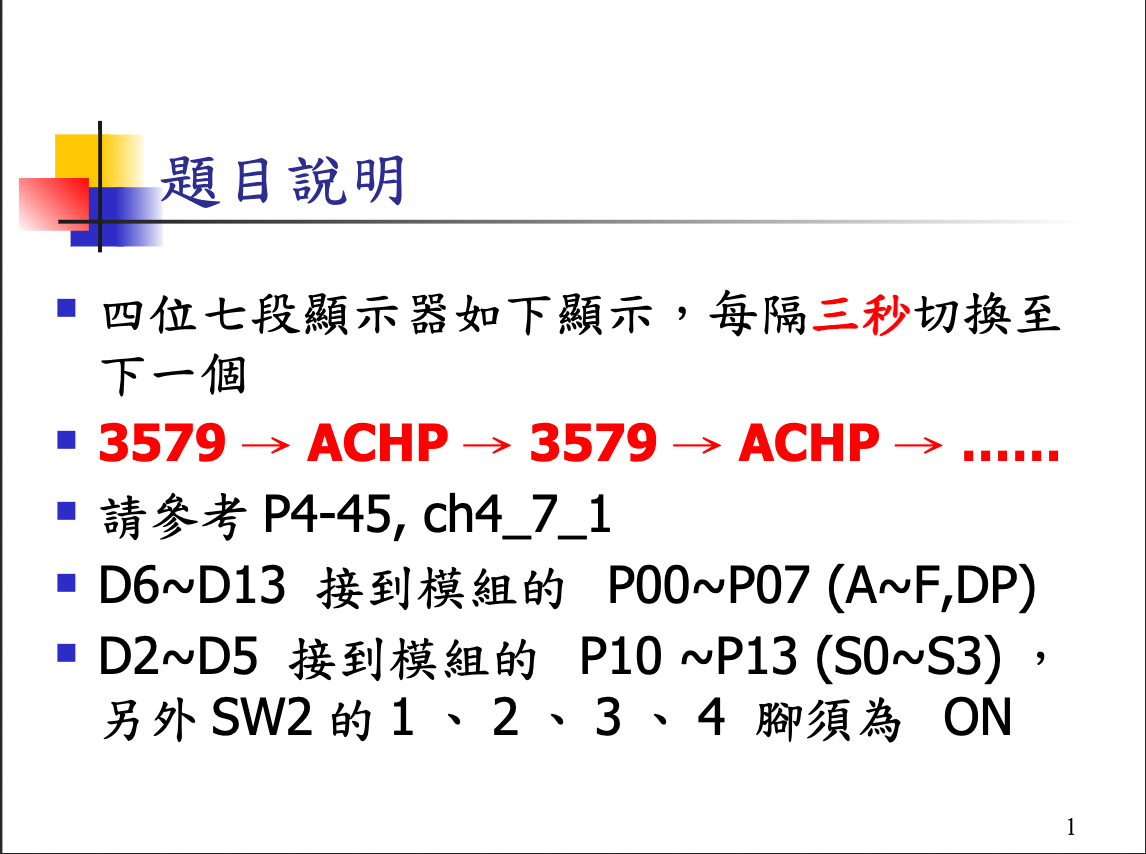 題目說明
四位七段顯示器如下顯示，每隔三秒切換至
下一個
3579 → ACHP → 3579 → ACHP → ……
請參考 P4-45, ch4_7_1
D6~D13 接到模組的 P00~P07 (A~F,DP)
D2~D5 接到模組的 P10 ~P13 (S0~S3) ，
另外 SW2 的 1 、 2 、 3 、 4 腳須為 ON
1